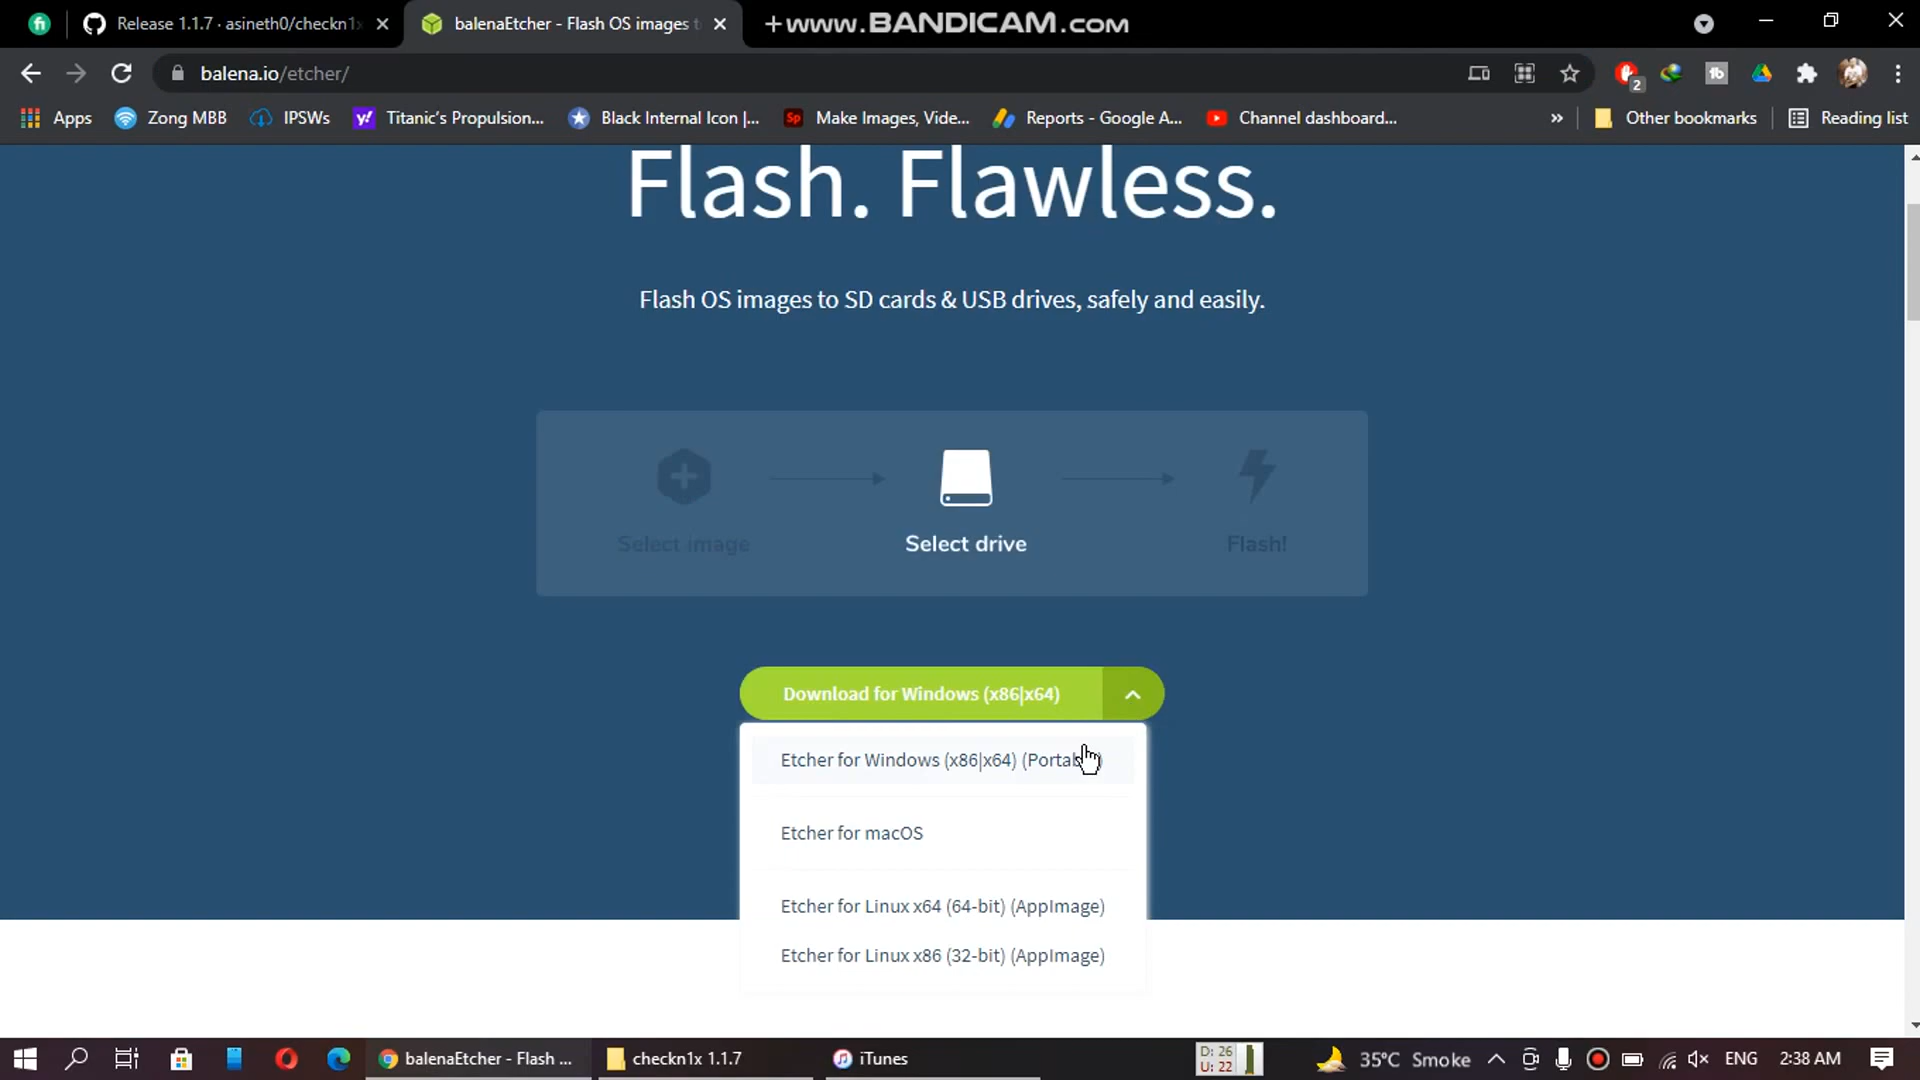 Release 1.1.7 · asineth0/checkn1x
balenaEtcher - Flash OS images t
+www.BANDICAM.com
balena.io/etcher/
2
Apps
Zong MBB
IPSWs
Titanic's Propulsion...
Black Internal Icon |...
Make Images, Vide...
Reports - Google A...
Channel dashboard...
»
Other bookmarks
Reading list
Flash. Flawless.
Flash OS images to SD cards & USB drives, safely and easily.
Select image
Select drive
Flash!
Download for Windows (x86|x64)
Etcher for Windows (x86|x64)
Etcher for macOS
Etcher for Linux x64 (64-bit) (AppImage)
Etcher for Linux x86 (32-bit) (AppImage)
balenaEtcher - Flash ...
checkn1x 1.1.7
iTunes
D: 26
U: 22
35°C Smoke
ENG
2:38 AM